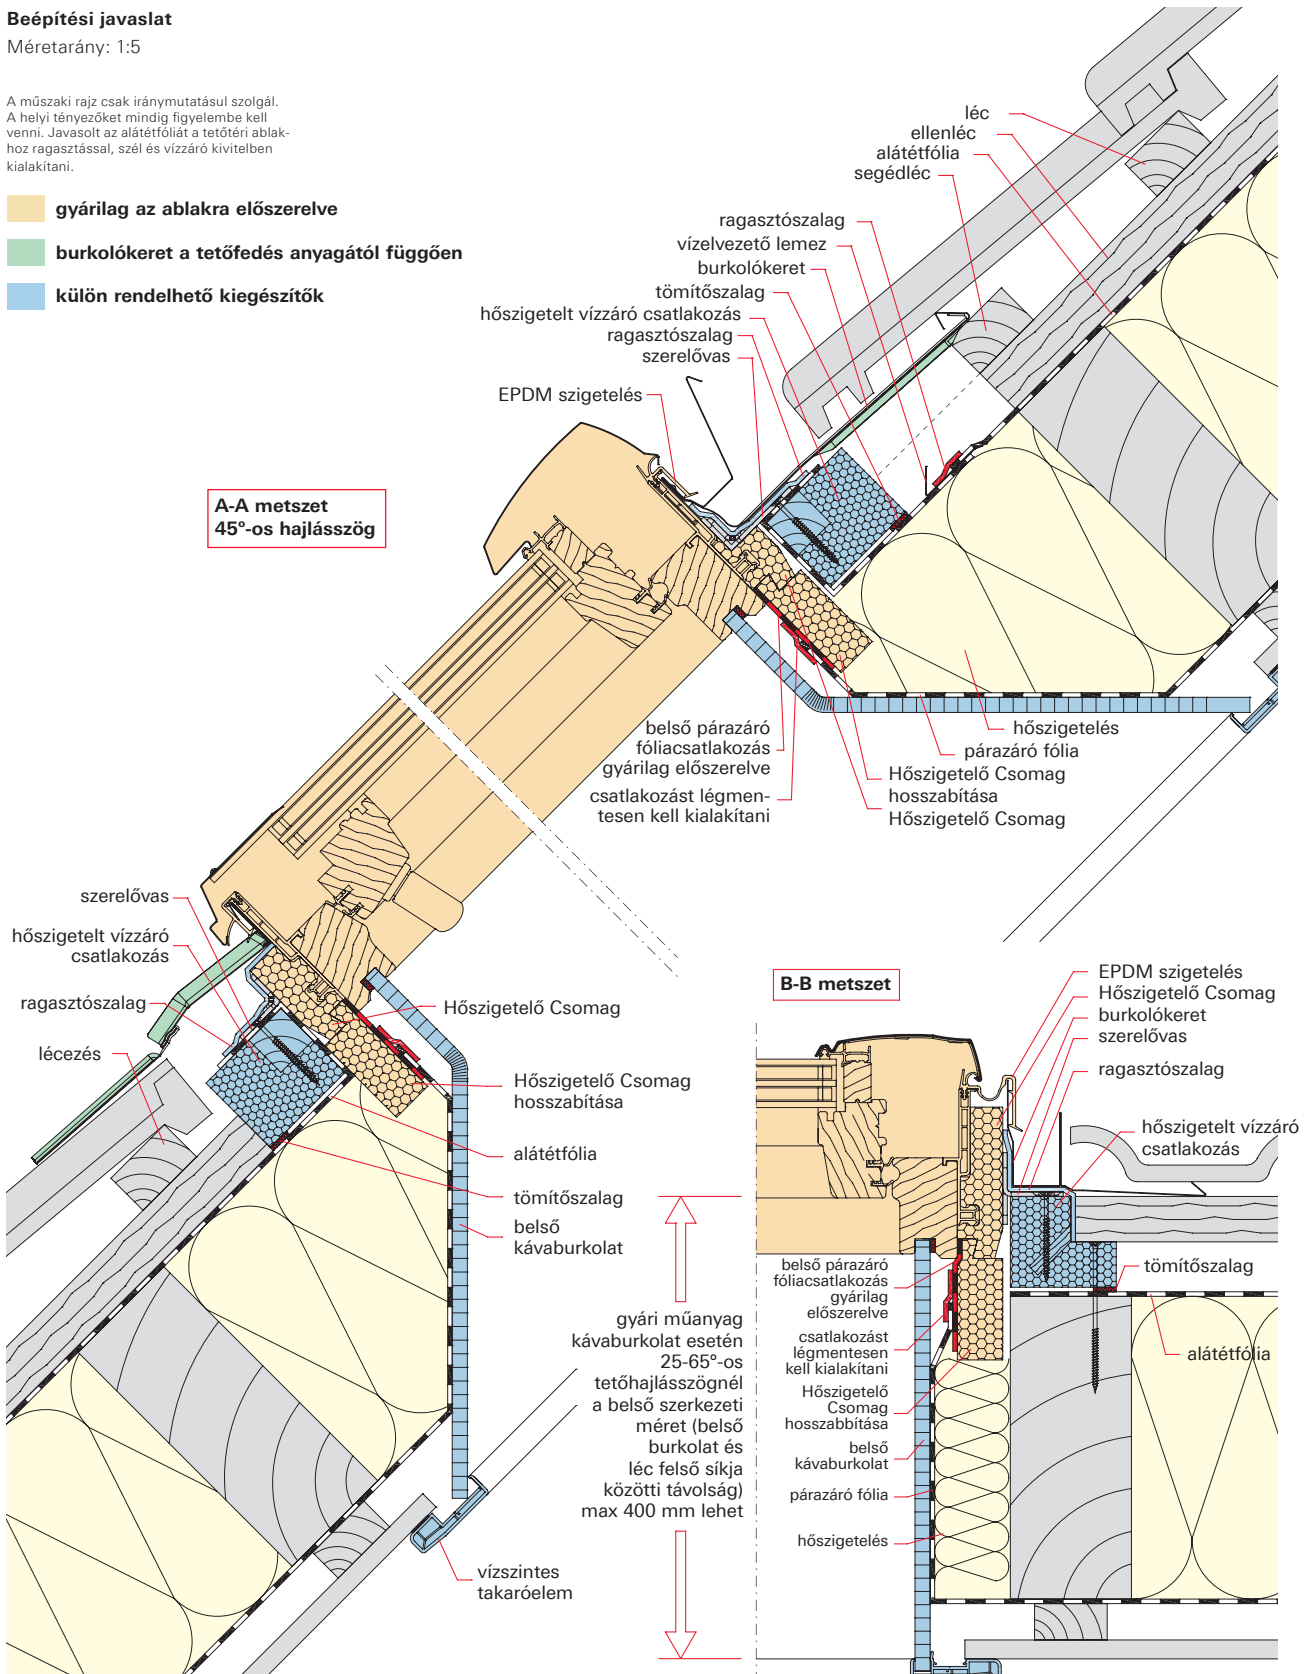 Beépítési javaslat
Méretarány: 1:5
A műszaki rajz csak iránymutatásul szolgál.
A helyi tényezőket mindig figyelembe kell
venni. Javasolt az alátétfóliát a tetőtéri ablak-
hoz ragasztással, szél és vízzáró kivitelben
kialakítani.
gyárilag az ablakra előszerelve
burkolókeret a tetőfedés anyagától függően
külön rendelhető kiegészítők
léc
ellenléc
alátétfólia
segédléc
ragasztószalag
vízelvezető lemez
burkolókeret
tömítőszalag
hőszigetelt vízzáró csatlakozás
ragasztószalag
szerelővas
EPDM szigetelés
A-A metszet
45º-os hajlásszög
belső párazáró
fóliacsatlakozás
gyárilag előszerelve
csatlakozást légmen-
tesen kell kialakítani
hőszigetelés
párazáró fólia
Hőszigetelő Csomag
hosszabítása
Hőszigetelő Csomag
szerelővas
hőszigetelt vízzáró
csatlakozás
ragasztószalag
lécezés
Hőszigetelő Csomag
Hőszigetelő Csomag
hosszabítása
alátétfólia
tömítőszalag
belső
kávaburkolat
gyári műanyag
kávaburkolat esetén
25-65º-os
tetőhajlásszögnél
a belső szerkezeti
méret (belső
burkolat és
léc felső síkja
közötti távolság)
max 400 mm lehet
vízszintes
takaróelem
B-B metszet
EPDM szigetelés
Hőszigetelő Csomag
burkolókeret
szerelővas
ragasztószalag
hőszigetelt vízzáró
csatlakozás
tömítőszalag
alátétfólia
belső párazáró
fóliacsatlakozás
gyárilag
előszerelve
csatlakozást
légmentesen
kell kialakítani
Hőszigetelő
Csomag
hosszabbítása
belső
kávaburkolat
párazáró fólia
hőszigetelés